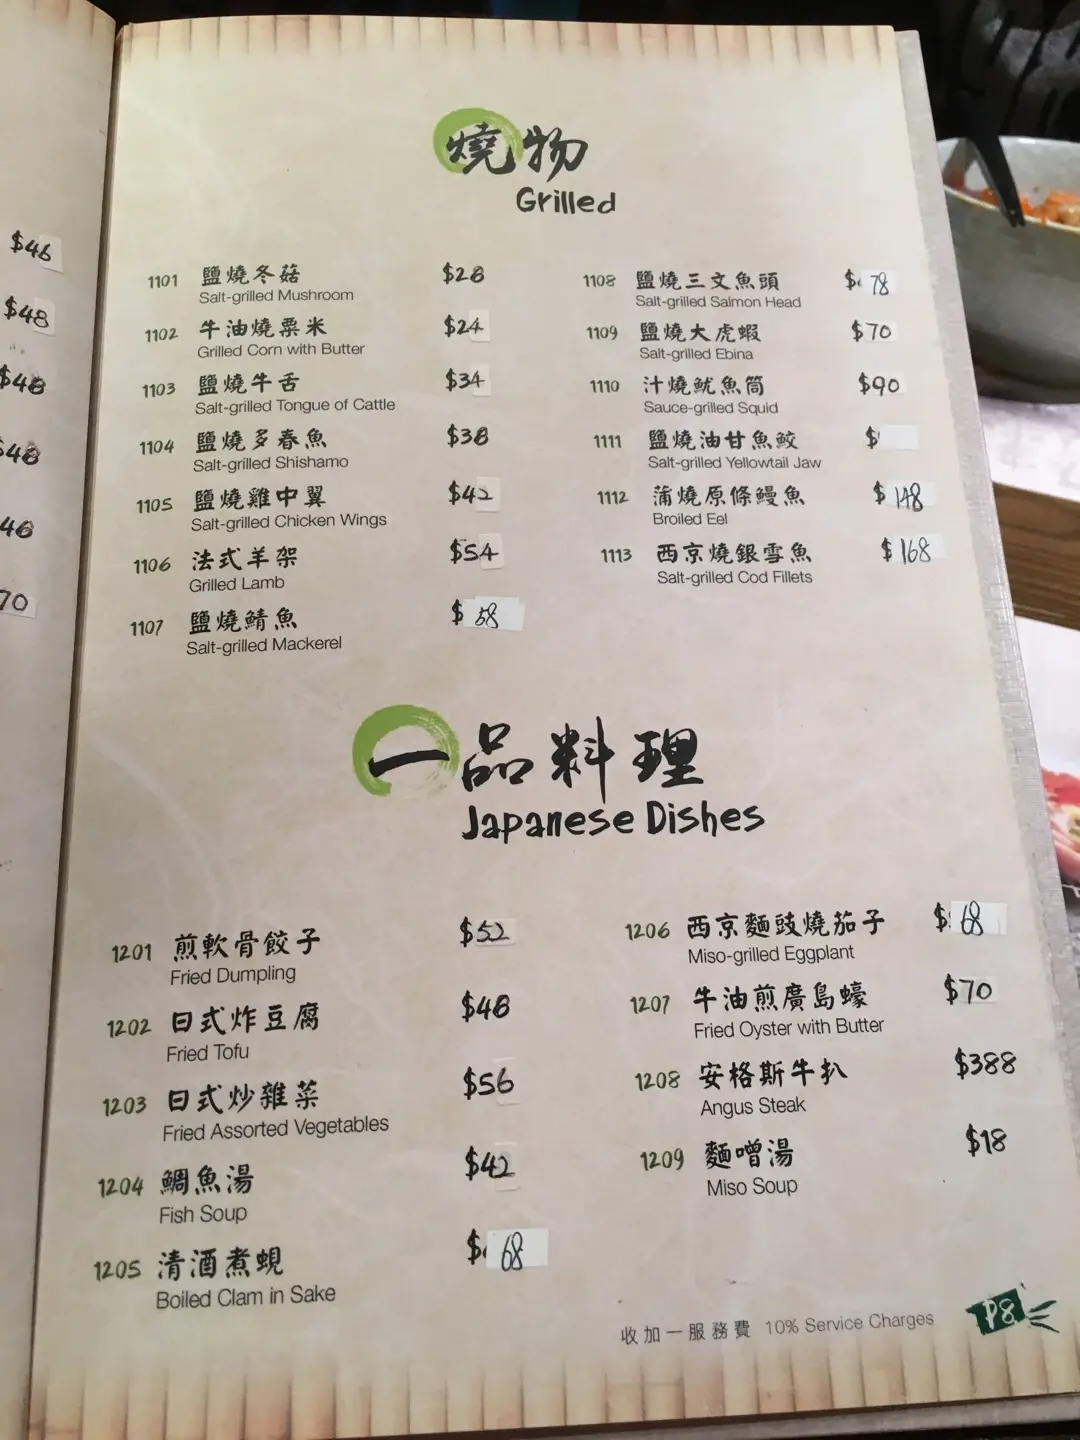 $46
$48
$48
$48
46
70
燒物
Grilled
1101 鹽燒冬菇 $28
Salt-grilled Mushroom
1102 牛油燒粟米 $24
Grilled Corn with Butter
1103 鹽燒牛舌 $34
Salt-grilled Tongue of Cattle
1104 鹽燒多春魚 $38
Salt-grilled Shishamo
1105 鹽燒雞中翼 $42
Salt-grilled Chicken Wings
1106 法式羊架 $54
Grilled Lamb
1107 鹽燒鯖魚 $58
Salt-grilled Mackerel
1108 鹽燒三文魚頭 $78
Salt-grilled Salmon Head
1109 鹽燒大虎蝦 $70
Salt-grilled Ebina
1110 汁燒魷魚筒 $90
Sauce-grilled Squid
1111 鹽燒油甘魚鮫 $
Salt-grilled Yellowtail Jaw
1112 蒲燒原條鰻魚 $148
Broiled Eel
1113 西京燒銀雪魚 $168
Salt-grilled Cod Fillets
一品料理
Japanese Dishes
1201 煎軟骨餃子 $52
Fried Dumpling
1202 日式炸豆腐 $48
Fried Tofu
1203 日式炒雜菜 $56
Fried Assorted Vegetables
1204 鯛魚湯 $42
Fish Soup
1205 清酒煮蜆 $68
Boiled Clam in Sake
1206 西京麵豉燒茄子 $68
Miso-grilled Eggplant
1207 牛油煎廣島蠔 $70
Fried Oyster with Butter
1208 安格斯牛扒 $388
Angus Steak
1209 麵噌湯 $18
Miso Soup
收加一服務費 10% Service Charges
P8